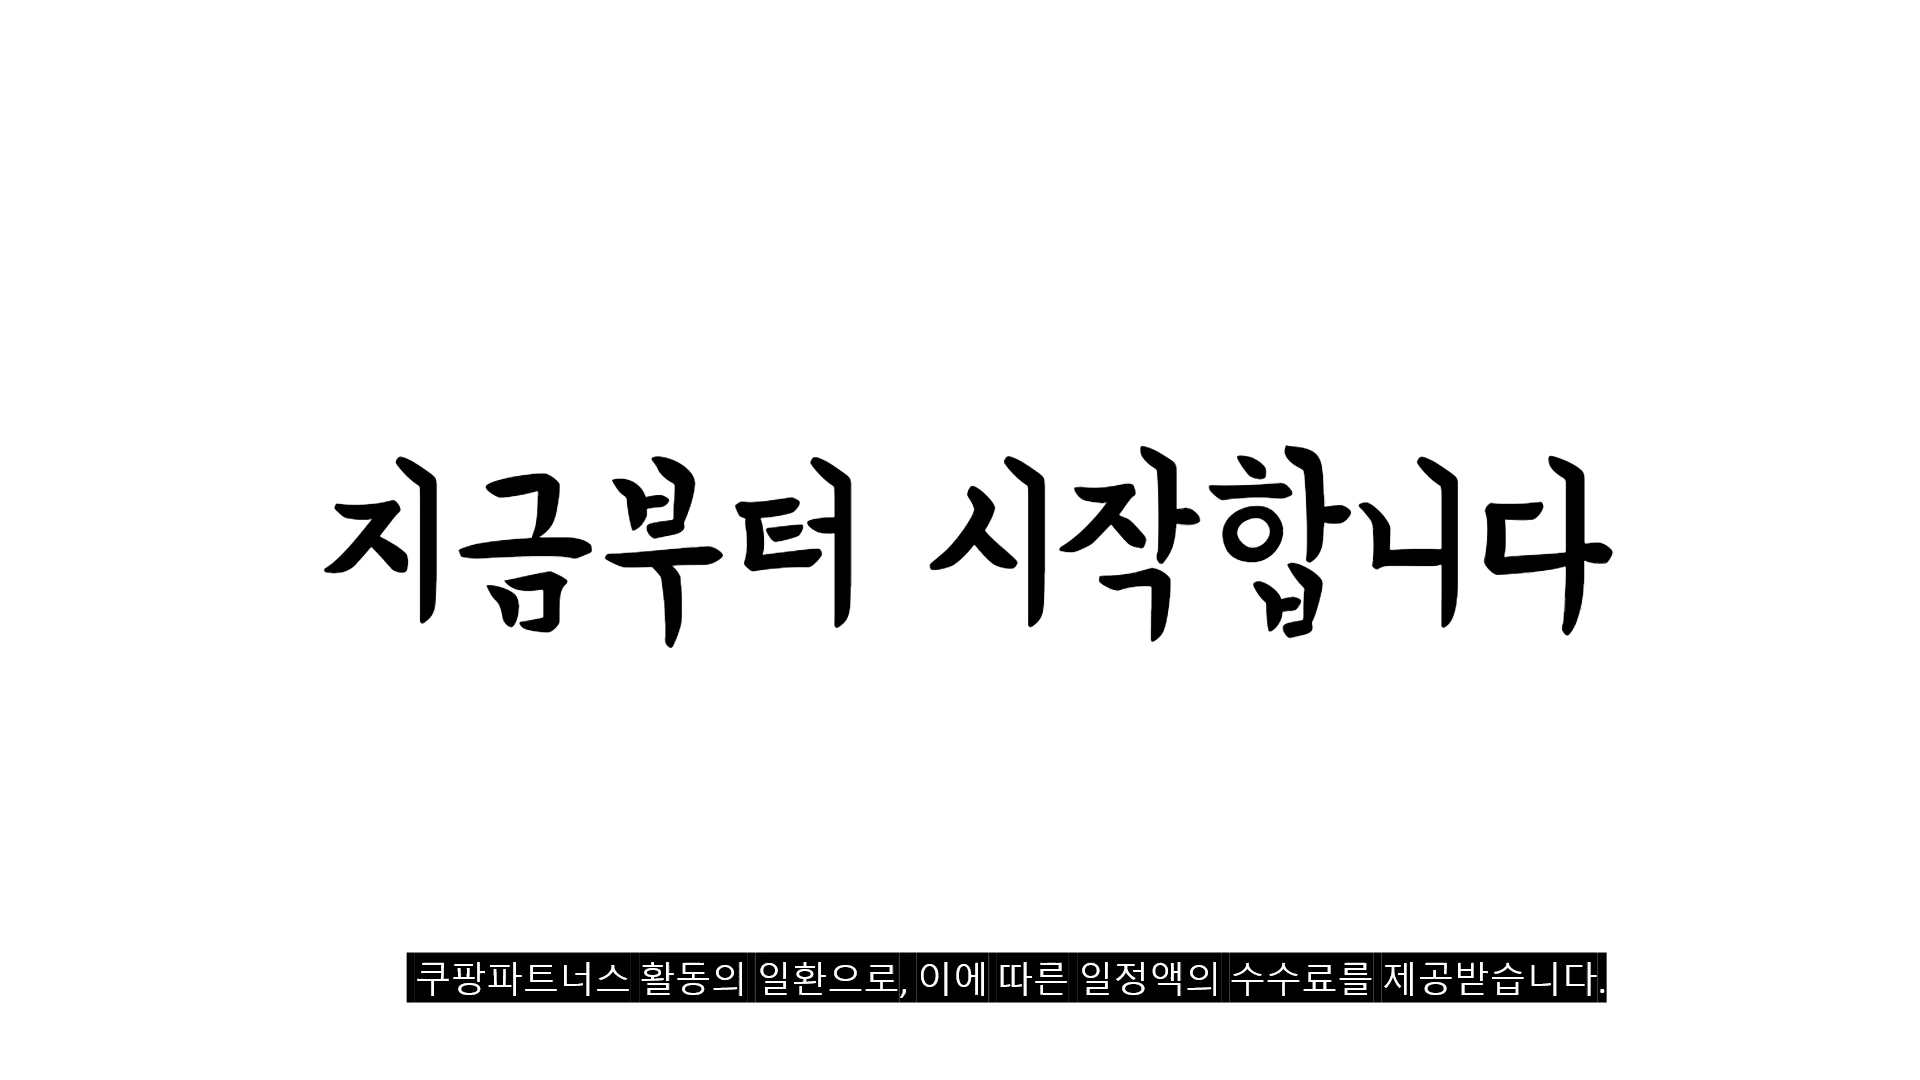 지금부터 시작합니다
쿠팡파트너스 활동의 일환으로, 이에 따른 일정액의 수수료를 제공받습니다.